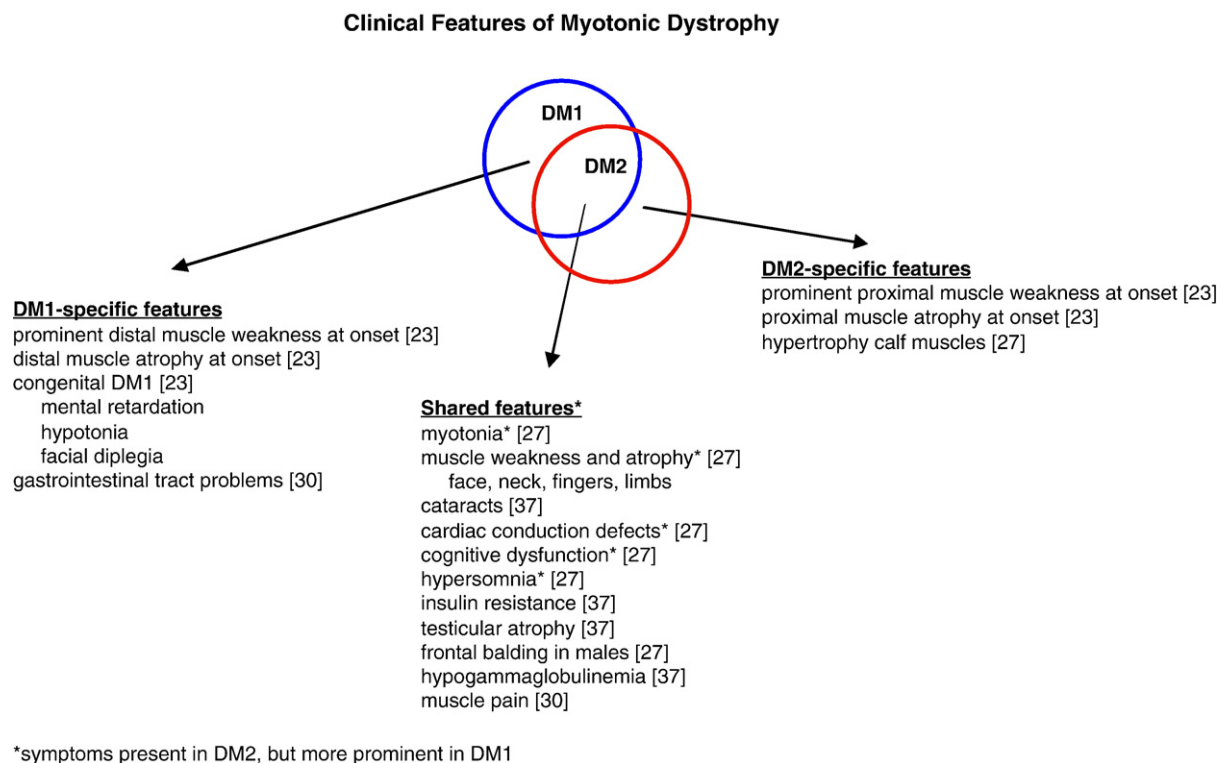 Clinical Features of Myotonic Dystrophy
DM1
DM2
DM1-specific features
prominent distal muscle weakness at onset [23]
distal muscle atrophy at onset [23]
congenital DM1 [23]
mental retardation
hypotonia
facial diplegia
gastrointestinal tract problems [30]
Shared features*
myotonia* [27]
muscle weakness and atrophy* [27]
face, neck, fingers, limbs
cataracts [37]
cardiac conduction defects* [27]
cognitive dysfunction* [27]
hypersomnia* [27]
insulin resistance [37]
testicular atrophy [37]
frontal balding in males [27]
hypogammaglobulinemia [37]
muscle pain [30]
DM2-specific features
prominent proximal muscle weakness at onset [23]
proximal muscle atrophy at onset [23]
hypertrophy calf muscles [27]
*symptoms present in DM2, but more prominent in DM1